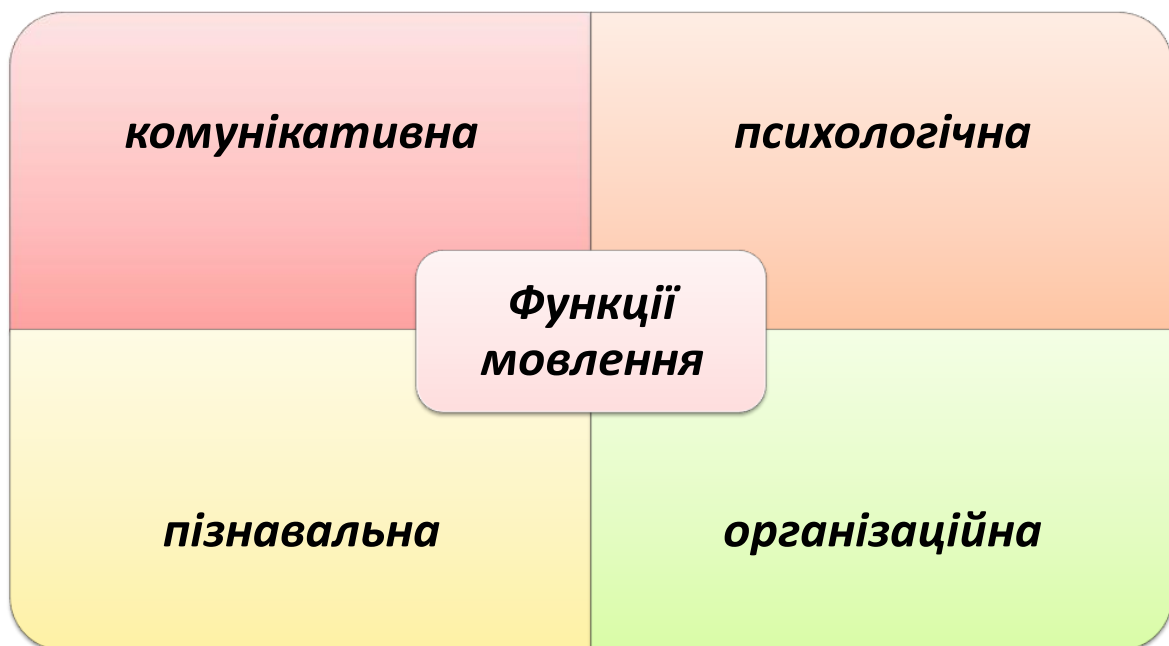 комунікативна
психологічна
Функції
мовлення
пізнавальна
організаційна